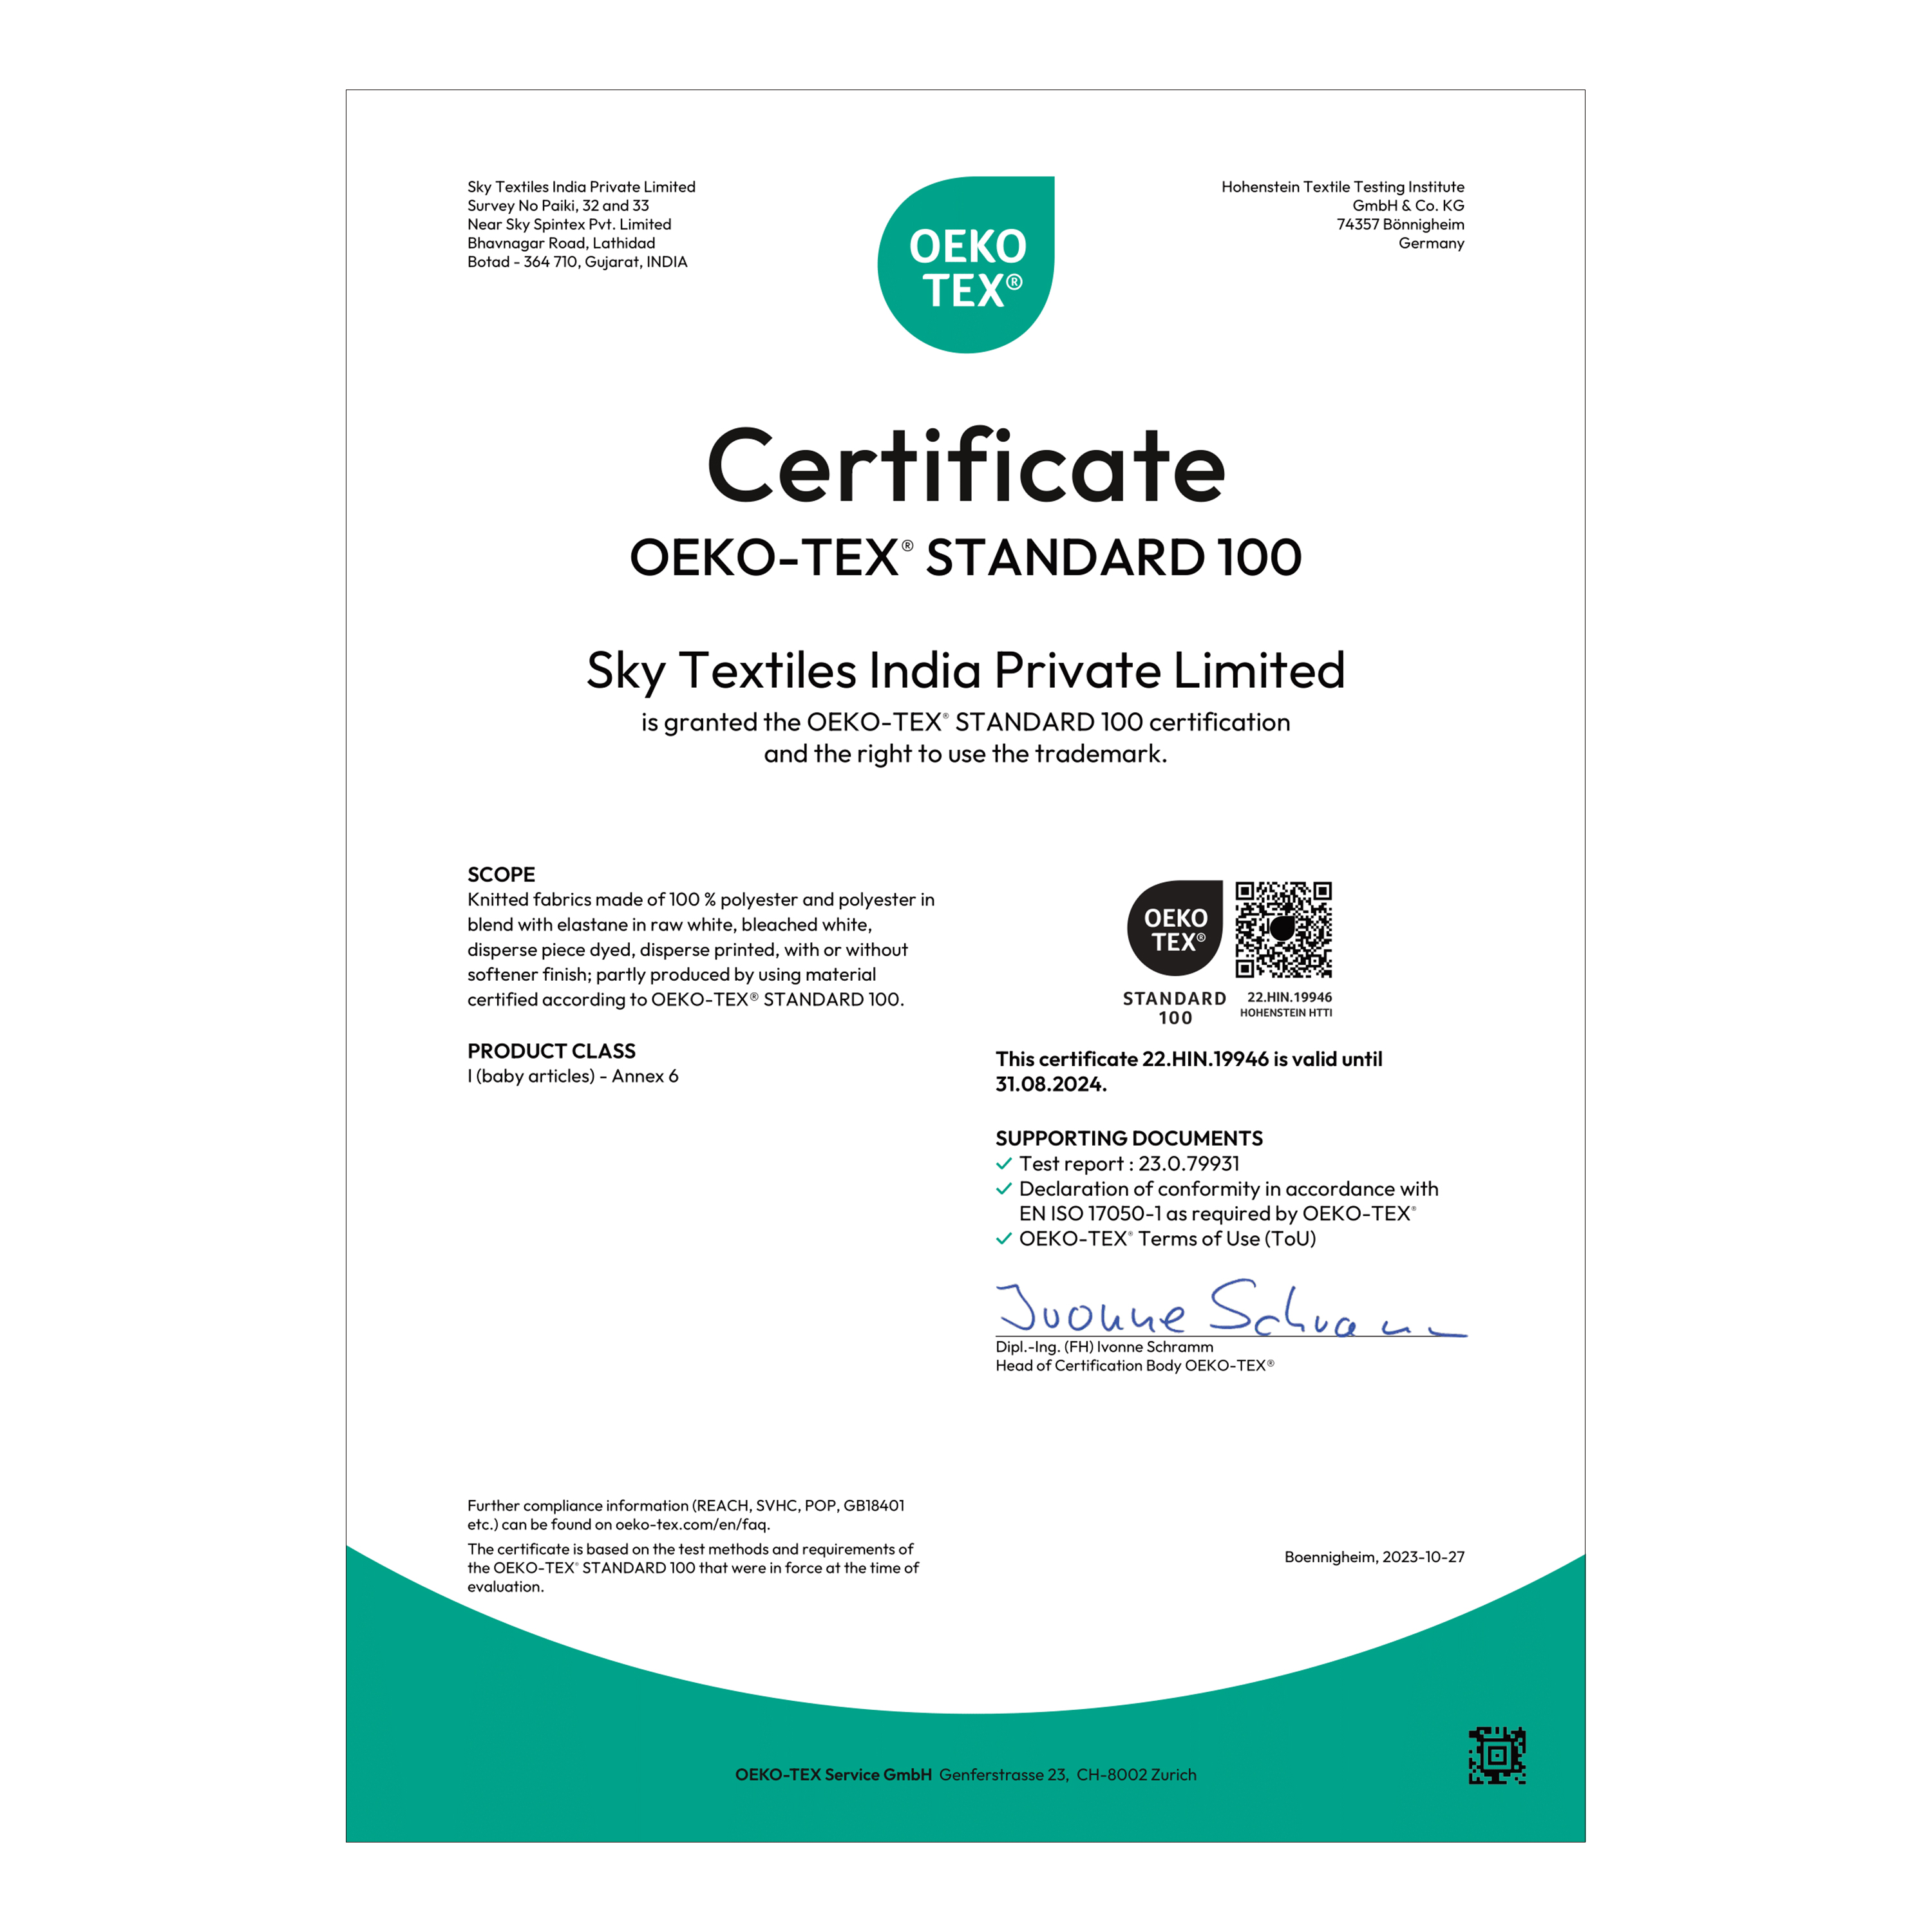 Sky Textiles India Private Limited
Survey No Paiki, 32 and 33
Near Sky Spintex Pvt. Limited
Bhavnagar Road, Lathidad
Botad - 364 710, Gujarat, INDIA
OEKO
TEX®
Hohenstein Textile Testing Institute
GmbH & Co. KG
74357 Bönnigheim
Germany
Certificate
OEKO-TEX® STANDARD 100
Sky Textiles India Private Limited
is granted the OEKO-TEX® STANDARD 100 certification
and the right to use the trademark.
SCOPE
Knitted fabrics made of 100 % polyester and polyester in
blend with elastane in raw white, bleached white,
disperse piece dyed, disperse printed, with or without
softener finish; partly produced by using material
certified according to OEKO-TEX® STANDARD 100.
PRODUCT CLASS
I (baby articles) - Annex 6
OEKO
TEX®
STANDARD
100
22.HIN.19946
HOHENSTEIN HTTI
This certificate 22.HIN.19946 is valid until
31.08.2024.
SUPPORTING DOCUMENTS
✓ Test report : 23.0.79931
✓ Declaration of conformity in accordance with
EN ISO 17050-1 as required by OEKO-TEX®
✓ OEKO-TEX® Terms of Use (ToU)
Ivonne Schramm
Dipl.-Ing. (FH) Ivonne Schramm
Head of Certification Body OEKO-TEX®
Further compliance information (REACH, SVHC, POP, GB18401
etc.) can be found on oeko-tex.com/en/faq.
The certificate is based on the test methods and requirements of
the OEKO-TEX® STANDARD 100 that were in force at the time of
evaluation.
Boennigheim, 2023-10-27
OEKO-TEX Service GmbH Genferstrasse 23, CH-8002 Zurich